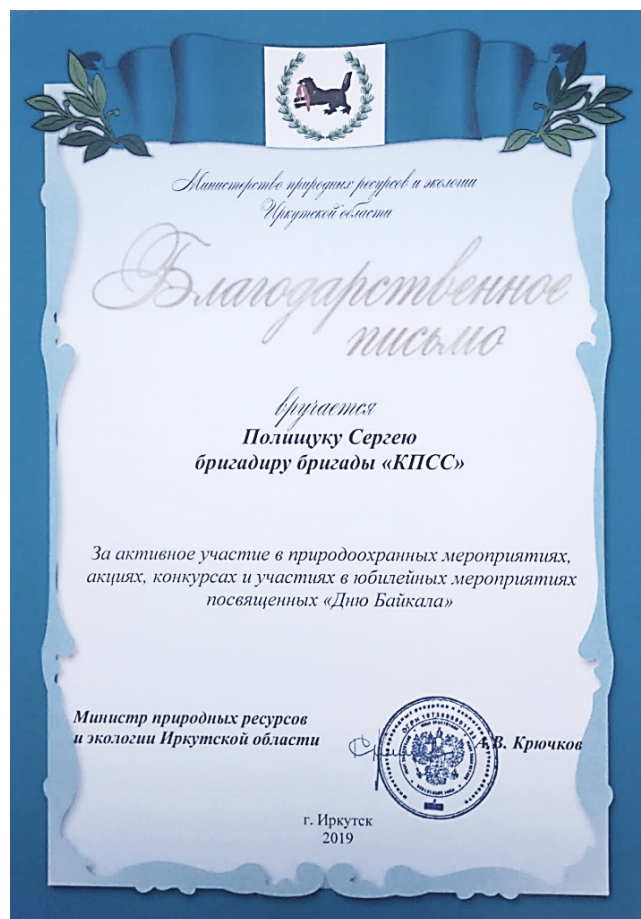 Министерство природных ресурсов и экологии
Иркутской области
Благодарственное
письмо
вручается
Полищуку Сергею
бригадиру бригады «КПСС»
За активное участие в природоохранных мероприятиях,
акциях, конкурсах и участиях в юбилейных мероприятиях
посвященных «Дню Байкала»
Министр природных ресурсов
и экологии Иркутской области
А.В. Крючков
г. Иркутск
2019